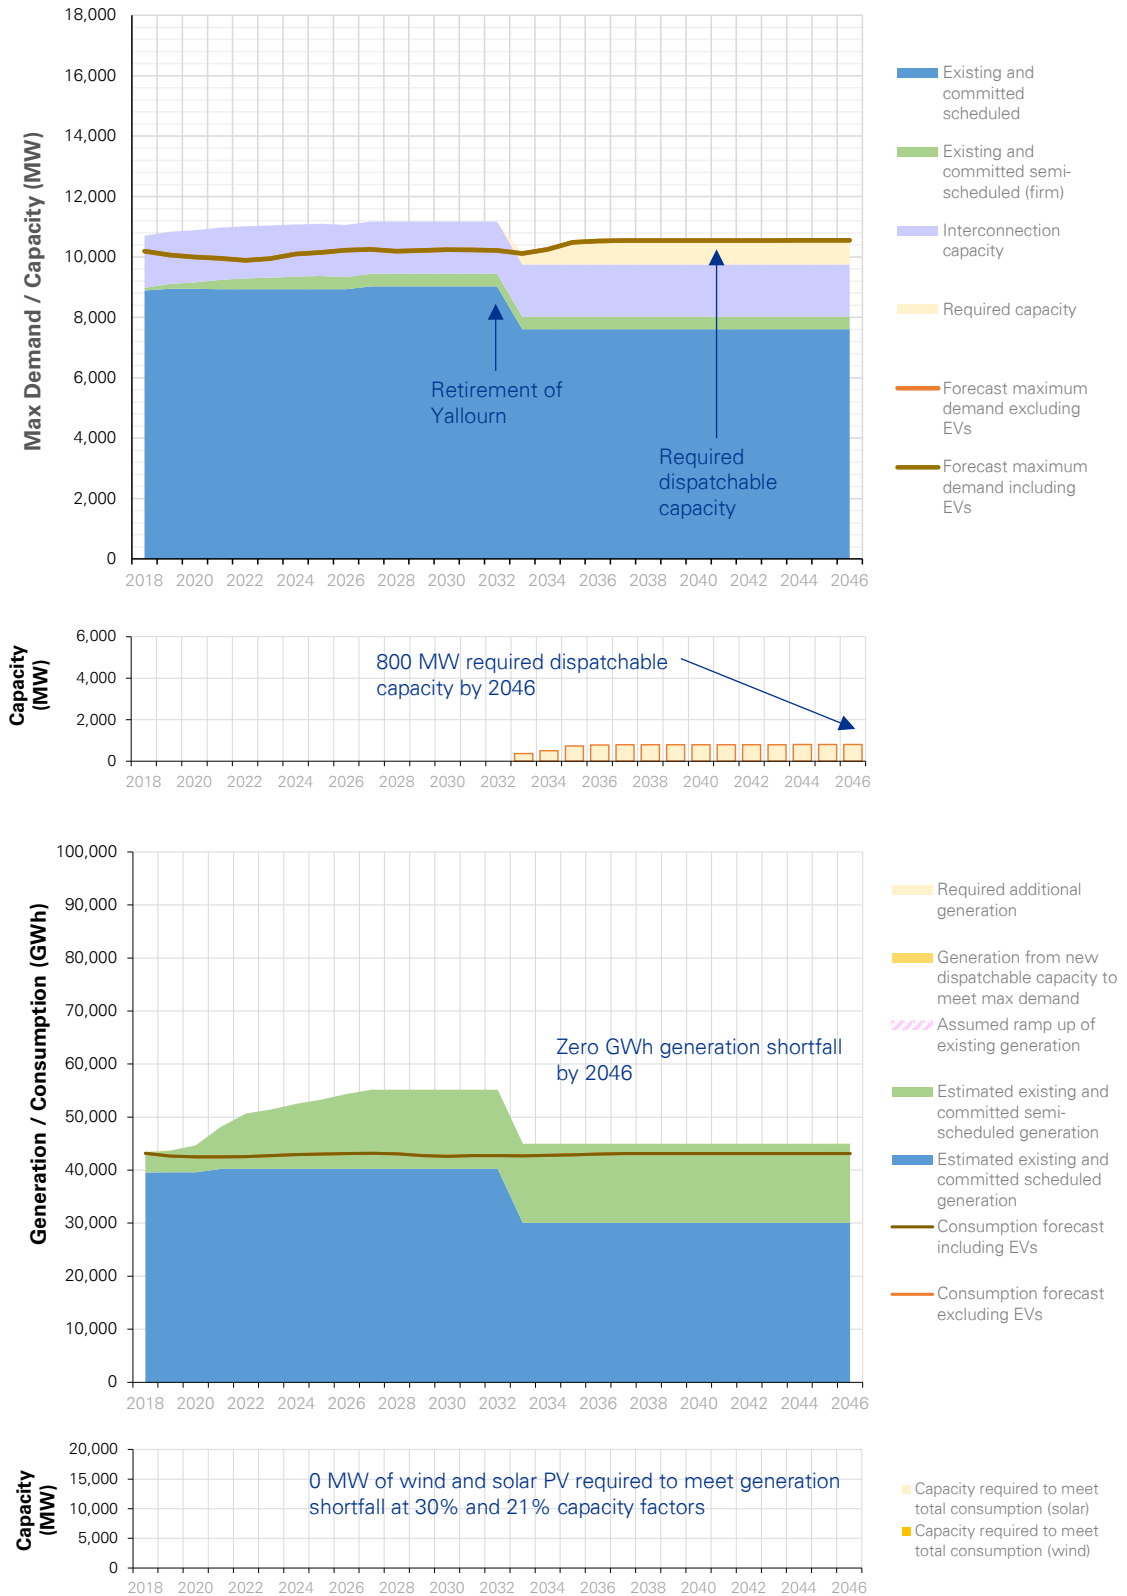 18,000
16,000
14,000
12,000
10,000
8,000
6,000
4,000
2,000
0
Max Demand / Capacity (MW)
2018 2020 2022 2024 2026 2028 2030 2032 2034 2036 2038 2040 2042 2044 2046
Retirement of
Yallourn
Required
dispatchable
capacity
Existing and
committed
scheduled
Existing and
committed semi-
scheduled (firm)
Interconnection
capacity
Required capacity
Forecast maximum
demand excluding
EVs
Forecast maximum
demand including
EVs
6,000
4,000
2,000
0
Capacity
(MW)
800 MW required dispatchable
capacity by 2046
2018 2020 2022 2024 2026 2028 2030 2032 2034 2036 2038 2040 2042 2044 2046
100,000
90,000
80,000
70,000
60,000
50,000
40,000
30,000
20,000
10,000
0
Generation / Consumption (GWh)
Zero GWh generation shortfall
by 2046
2018 2020 2022 2024 2026 2028 2030 2032 2034 2036 2038 2040 2042 2044 2046
Required additional
generation
Generation from new
dispatchable capacity to
meet max demand
Assumed ramp up of
existing generation
Estimated existing and
committed semi-
scheduled generation
Estimated existing and
committed scheduled
generation
Consumption forecast
including EVs
Consumption forecast
excluding EVs
20,000
15,000
10,000
5,000
0
Capacity
(MW)
0 MW of wind and solar PV required to meet generation
shortfall at 30% and 21% capacity factors
2018 2020 2022 2024 2026 2028 2030 2032 2034 2036 2038 2040 2042 2044 2046
Capacity required to meet
total consumption (solar)
Capacity required to meet
total consumption (wind)